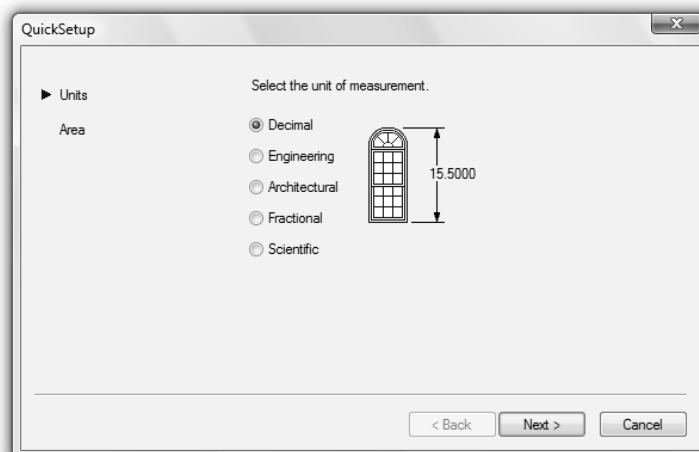 QuickSetup
Units
Area
Select the unit of measurement.
Decimal
Engineering
Architectural
Fractional
Scientific
15.5000
< Back
Next >
Cancel